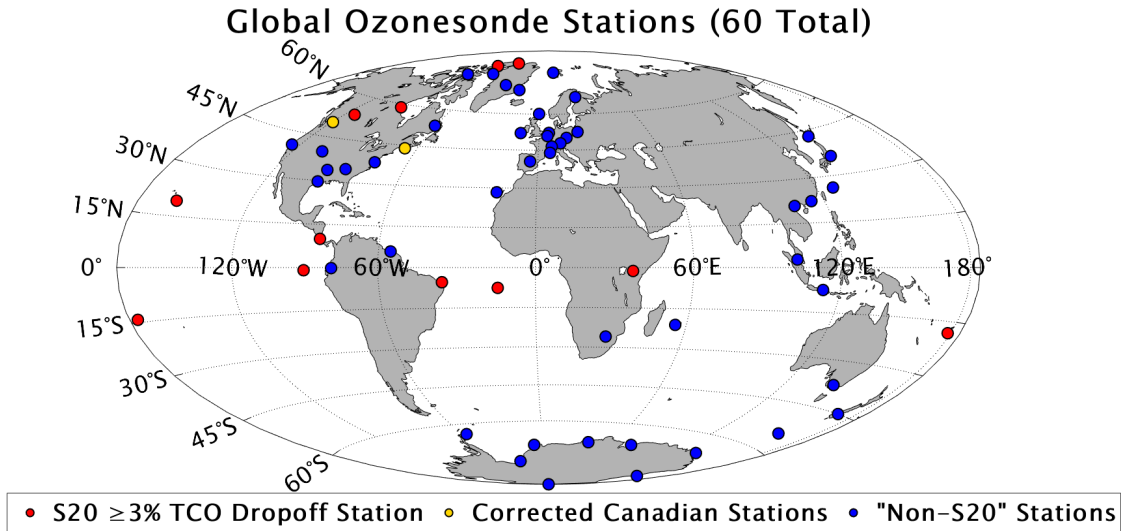 Global Ozonesonde Stations (60 Total)
60°N
45°N
30°N
15°N
0° 120°W 60°W 0° 60°E 120°E 180°
15°S
30°S
45°S
60°S
S20 ≥3% TCO Dropoff Station Corrected Canadian Stations "Non-S20" Stations